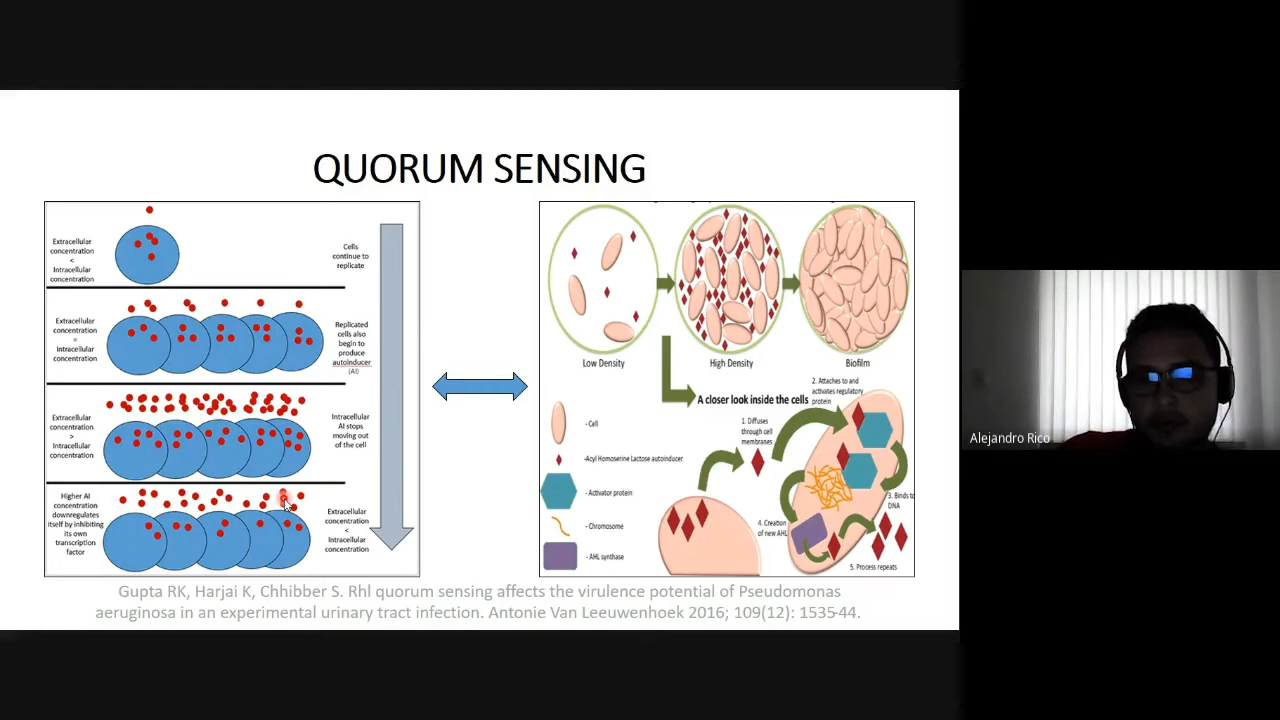 QUORUM SENSING
Extracellular
concentration
<
Intracellular
concentration
Cells
continue to
replicate
Extracellular
concentration
=
Intracellular
concentration
Replicated
cells also
begin to
produce
autoinducer
(AI)
Extracellular
concentration
>
Intracellular
concentration
Intracellular
AI stops
moving out
of the cell
Higher AI
concentration
downregulates
itself by inhibiting
its own
transcription
factor
Extracellular
concentration
<
Intracellular
concentration
Low Density
High Density
Biofilm
A closer look inside the cells
- Cell
-Acyl Homoserine Lactose autoinducer
- Activator protein
- Chromosome
- AHL synthase
1. Diffuses
through cell
membranes
2. Attaches to and
activates regulatory
protein
3. Binds to
DNA
4. Creation
of new AHL
5. Process repeats
Gupta RK, Harjai K, Chhibber S. Rhl quorum sensing affects the virulence potential of Pseudomonas
aeruginosa in an experimental urinary tract infection. Antonie Van Leeuwenhoek 2016; 109(12): 1535-44.
Alejandro Rico